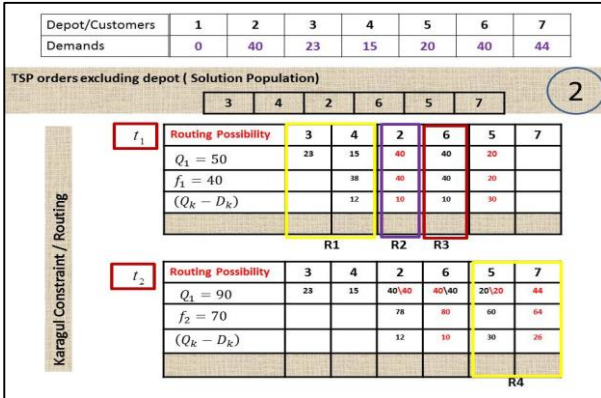 Depot/Customers 1 2 3 4 5 6 7
Demands 0 40 23 15 20 40 44
TSP orders excluding depot ( Solution Population)
3 4 2 6 5 7
2
Karagul Constraint / Routing
t₁ Routing Possibility 3 4 2 6 5 7
Q₁ = 50 23 15 40 40 20
f₁ = 40 38 40 40 20
(Qₖ − Dₖ) 12 10 10 30
R1 R2 R3
t₂ Routing Possibility 3 4 2 6 5 7
Q₁ = 90 23 15 40\40 40\40 20\20 44
f₂ = 70 78 80 60 64
(Qₖ − Dₖ) 12 10 30 26
R4